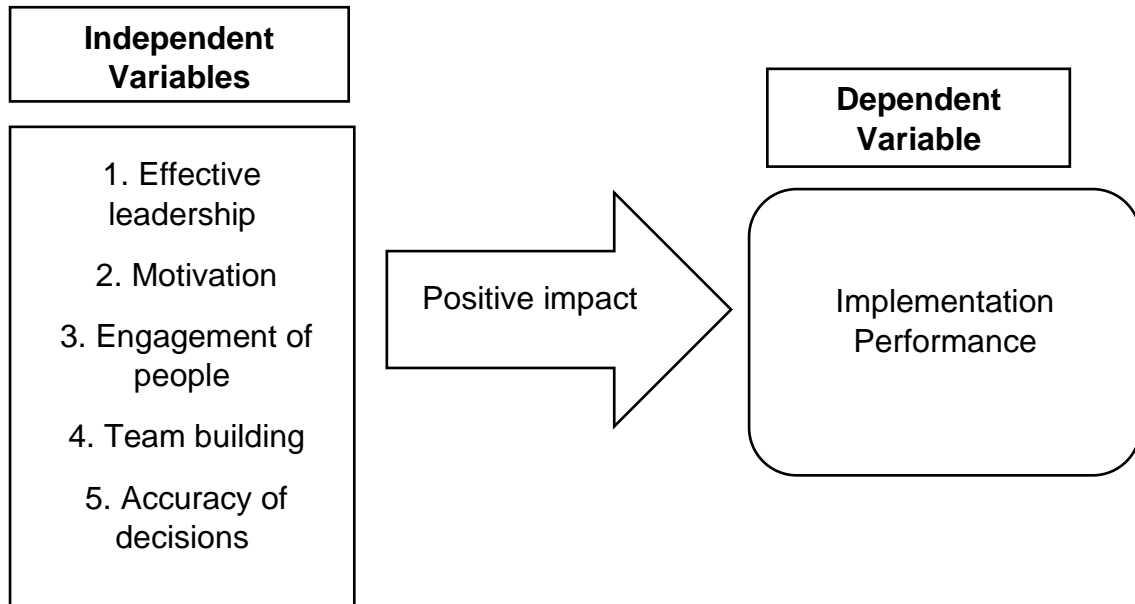 Independent
Variables
1. Effective
leadership
2. Motivation
3. Engagement of
people
4. Team building
5. Accuracy of
decisions
Positive impact
Dependent
Variable
Implementation
Performance